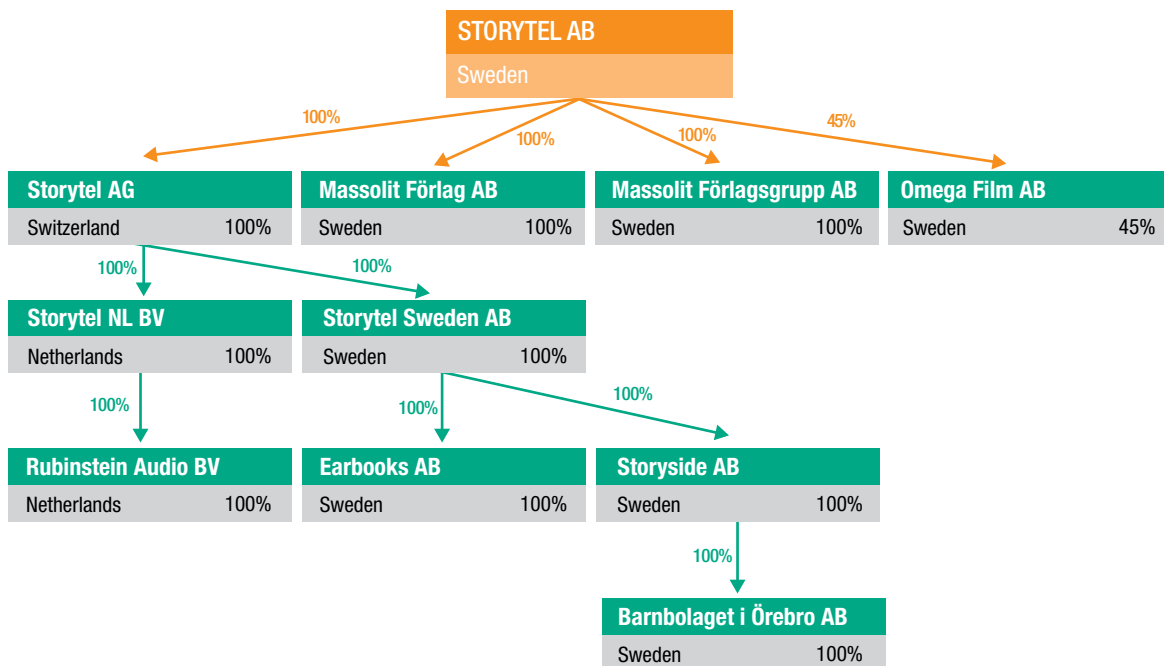 STORYTEL AB
Sweden
100%
100%
100%
45%
Storytel AG
Switzerland 100%
Massolit Förlag AB
Sweden 100%
Massolit Förlagsgrupp AB
Sweden 100%
Omega Film AB
Sweden 45%
100%
100%
Storytel NL BV
Netherlands 100%
Storytel Sweden AB
Sweden 100%
100%
100%
100%
Rubinstein Audio BV
Netherlands 100%
Earbooks AB
Sweden 100%
Storyside AB
Sweden 100%
100%
Barnbolaget i Örebro AB
Sweden 100%